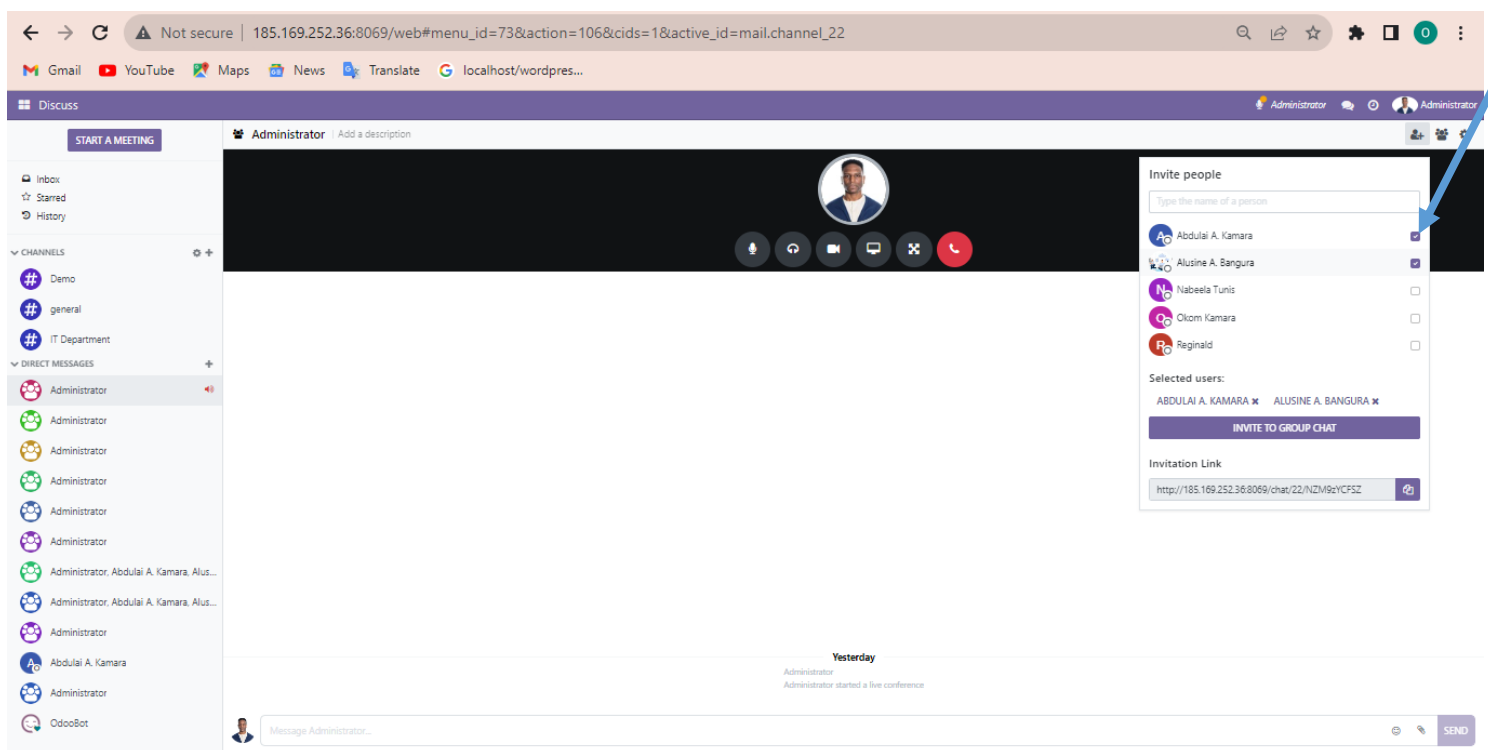 Not secure | 185.169.252.36:8069/web#menu_id=73&action=106&cids=1&active_id=mail.channel_22
O
Gmail YouTube Maps News Translate localhost/wordpres...
Discuss
Administrator
Administrator
START A MEETING
Inbox
Starred
History
CHANNELS
Demo
general
IT Department
DIRECT MESSAGES
Administrator
Administrator
Administrator
Administrator
Administrator
Administrator
Administrator, Abdulai A. Kamara, Alus...
Administrator, Abdulai A. Kamara, Alus...
Administrator
A Abdulai A. Kamara
Administrator
OdooBot
Administrator Add a description
Invite people
Type the name of a person
A Abdulai A. Kamara
Alusine A. Bangura
N Nabeela Tunis
O Okom Kamara
R Reginald
Selected users:
ABDULAI A. KAMARA × ALUSINE A. BANGURA ×
INVITE TO GROUP CHAT
Invitation Link
http://185.169.252.36:8069/chat/22/NZM9zYCFSZ
Yesterday
Administrator
Administrator started a live conference
Message Administrator...
SEND